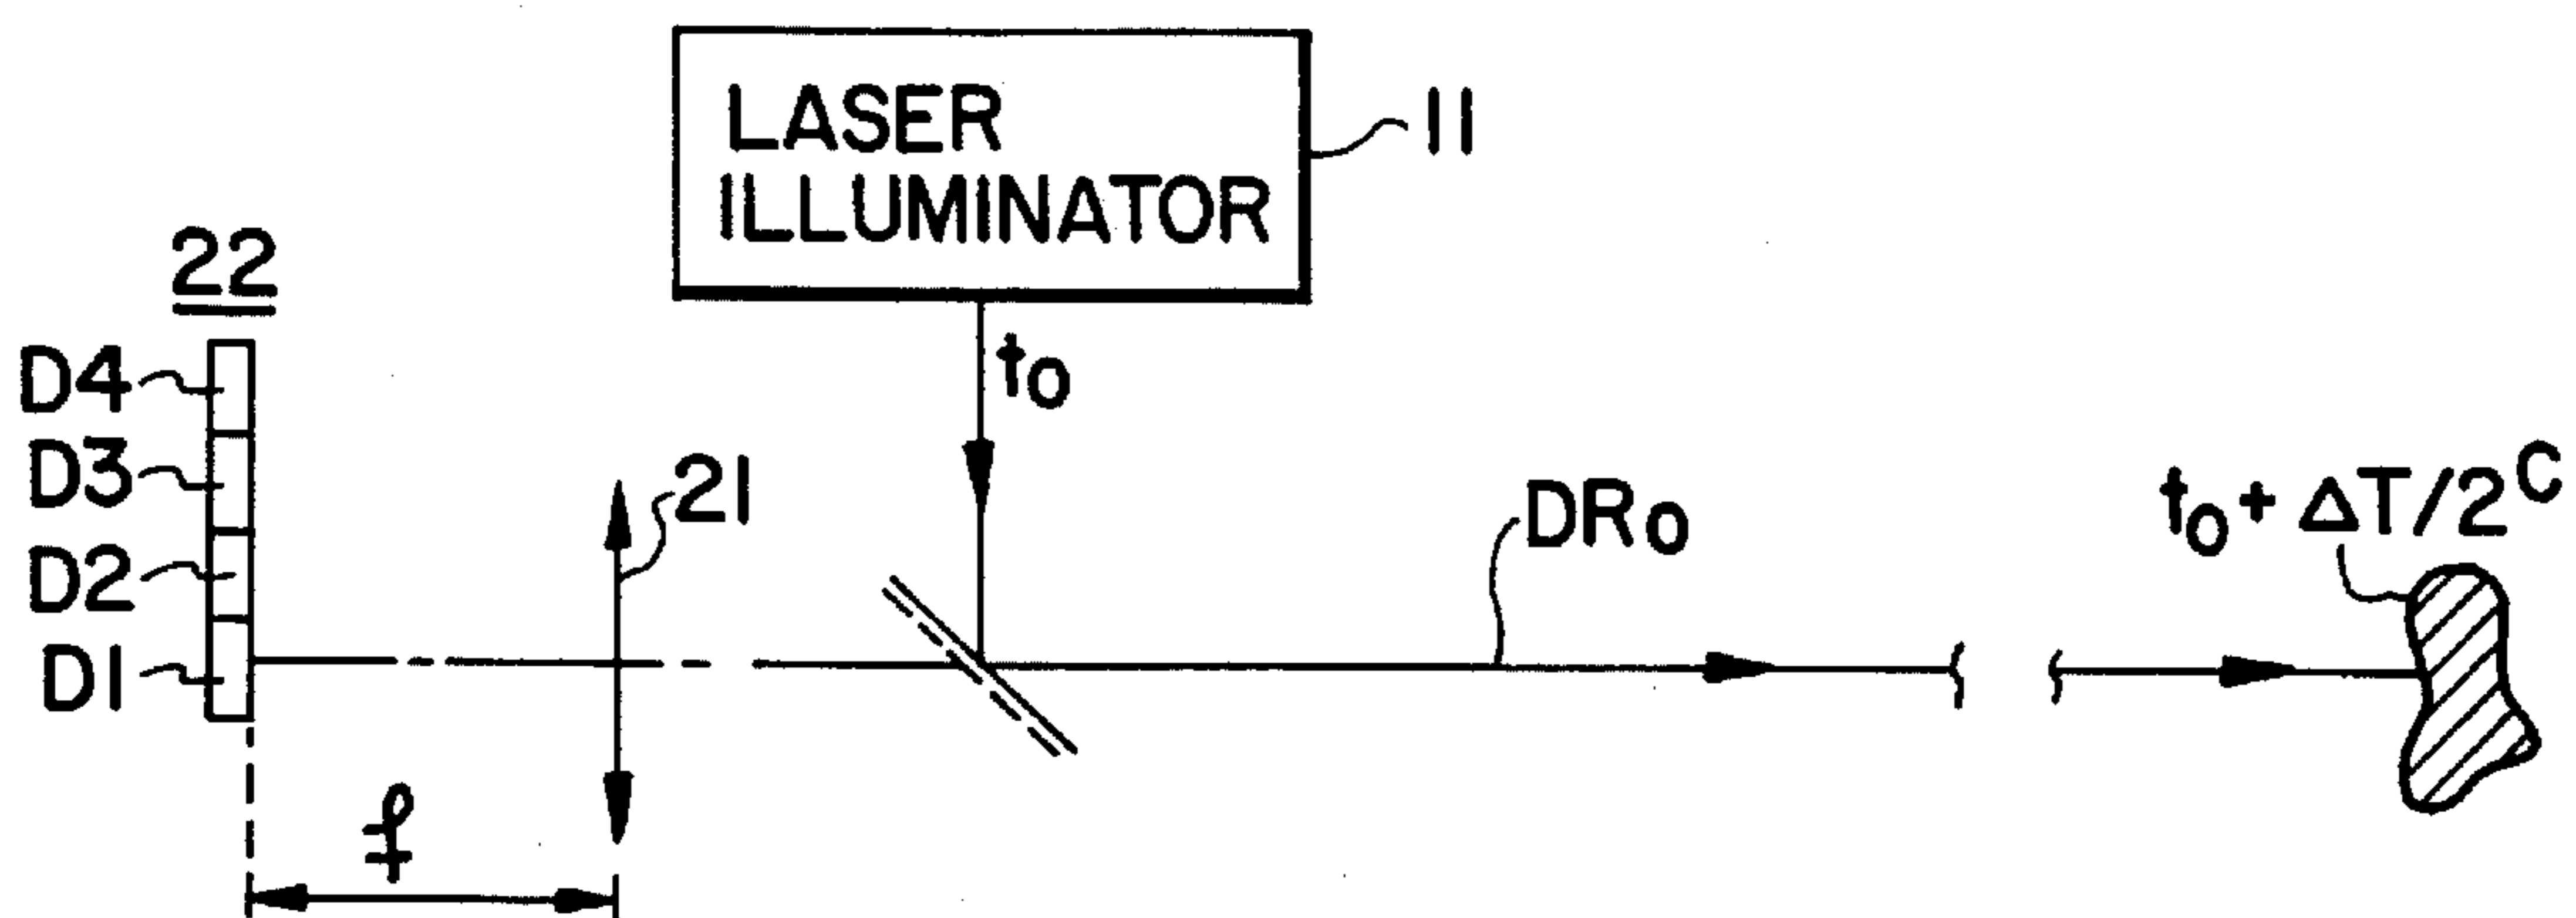 LASER
ILLUMINATOR
11
22
t₀
D4
D3
D2
D1
21
DR₀
t₀ + ΔT/2ᶜ
f